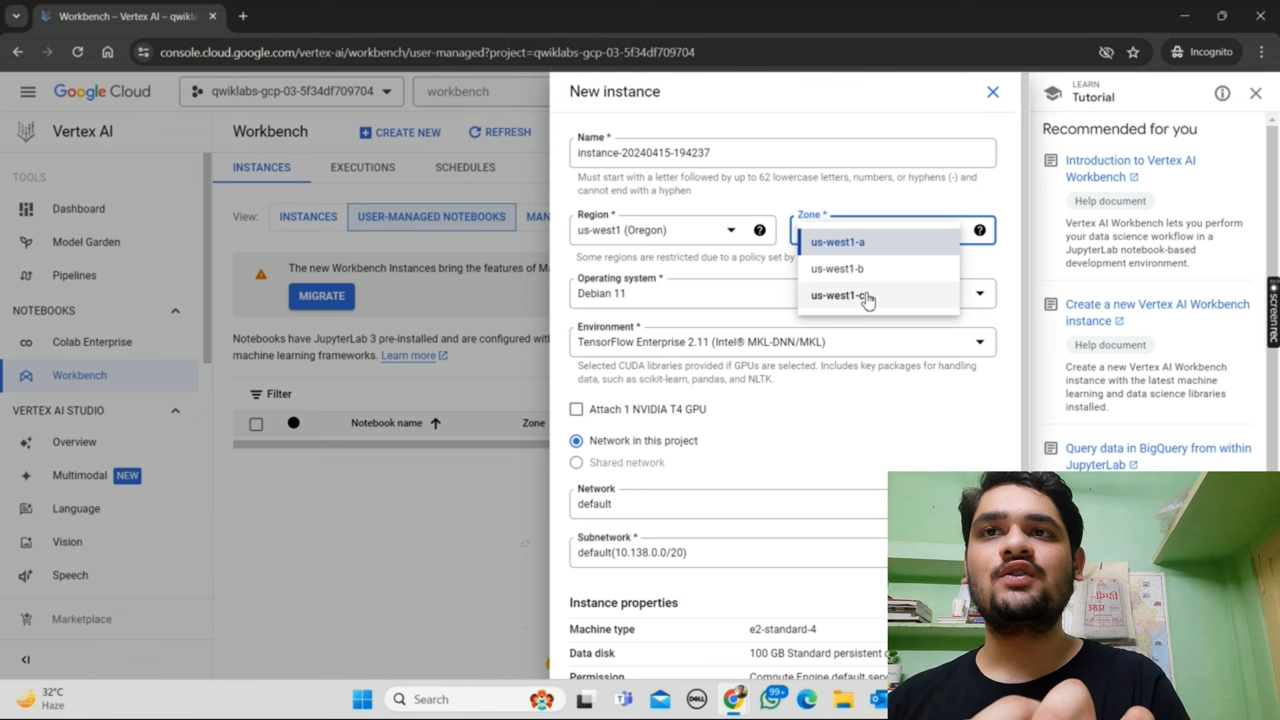 Workbench – Vertex AI – qwikla
console.cloud.google.com/vertex-ai/workbench/user-managed?project=qwiklabs-gcp-03-5f34df709704
Incognito
Google Cloud
qwiklabs-gcp-03-5f34df709704
workbench
Vertex AI
TOOLS
Dashboard
Model Garden
Pipelines
NOTEBOOKS
Colab Enterprise
Workbench
VERTEX AI STUDIO
Overview
Multimodal NEW
Language
Vision
Speech
Marketplace
Workbench
CREATE NEW
REFRESH
INSTANCES
EXECUTIONS
SCHEDULES
View:
INSTANCES
USER-MANAGED NOTEBOOKS
MAN
The new Workbench Instances bring the features of M
MIGRATE
Notebooks have JupyterLab 3 pre-installed and are configured with
machine learning frameworks. Learn more
Filter
Notebook name
Zone
New instance
Name *
instance-20240415-194237
Must start with a letter followed by up to 62 lowercase letters, numbers, or hyphens (-) and
cannot end with a hyphen
Region *
us-west1 (Oregon)
Zone *
us-west1-a
us-west1-b
us-west1-c
Some regions are restricted due to a policy set by
Operating system *
Debian 11
Environment *
TensorFlow Enterprise 2.11 (Intel® MKL-DNN/MKL)
Selected CUDA libraries provided if GPUs are selected. Includes key packages for handling
data, such as scikit-learn, pandas, and NLTK.
Attach 1 NVIDIA T4 GPU
Network in this project
Shared network
Network
default
Subnetwork *
default(10.138.0.0/20)
Instance properties
Machine type
e2-standard-4
Data disk
100 GB Standard persistent
Permission
Compute Engine default serv
LEARN
Tutorial
Recommended for you
Introduction to Vertex AI
Workbench
Help document
Vertex AI Workbench lets you perform
your data science workflow in a
JupyterLab notebook-based
development environment.
Create a new Vertex AI Workbench
instance
Help document
Create a new Vertex AI Workbench
instance with the latest machine
learning and data science libraries
installed.
Query data in BigQuery from within
JupyterLab
screen rec
32°C
Haze
Search
DELL
99+